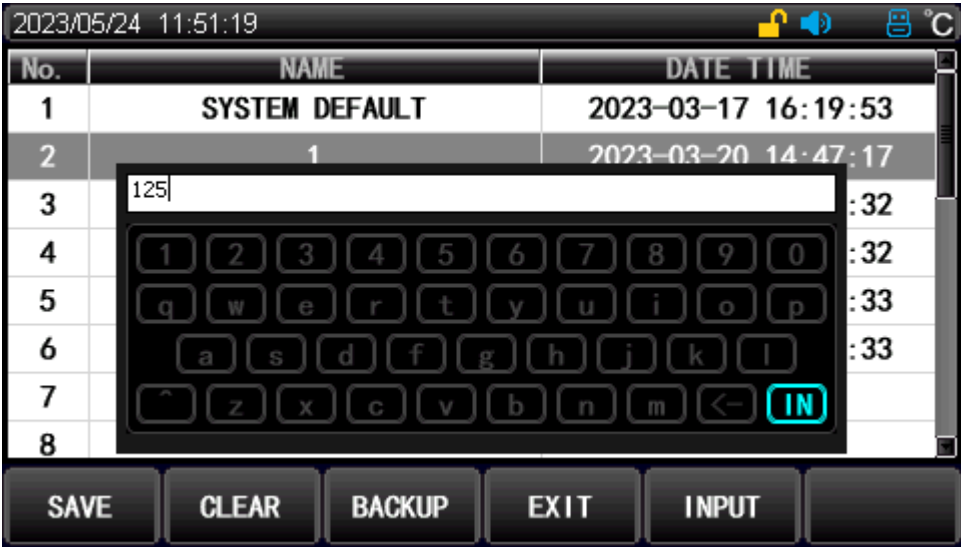 2023/05/24 11:51:19 °C
No. NAME DATE TIME
1 SYSTEM DEFAULT 2023-03-17 16:19:53
2 1 2023-03-20 14:47:17
125
3 :32
4 :32
5 :33
6 :33
7
8
1 2 3 4 5 6 7 8 9 0
q w e r t y u i o p
a s d f g h j k l
^ z x c v b n m <- IN
SAVE CLEAR BACKUP EXIT INPUT